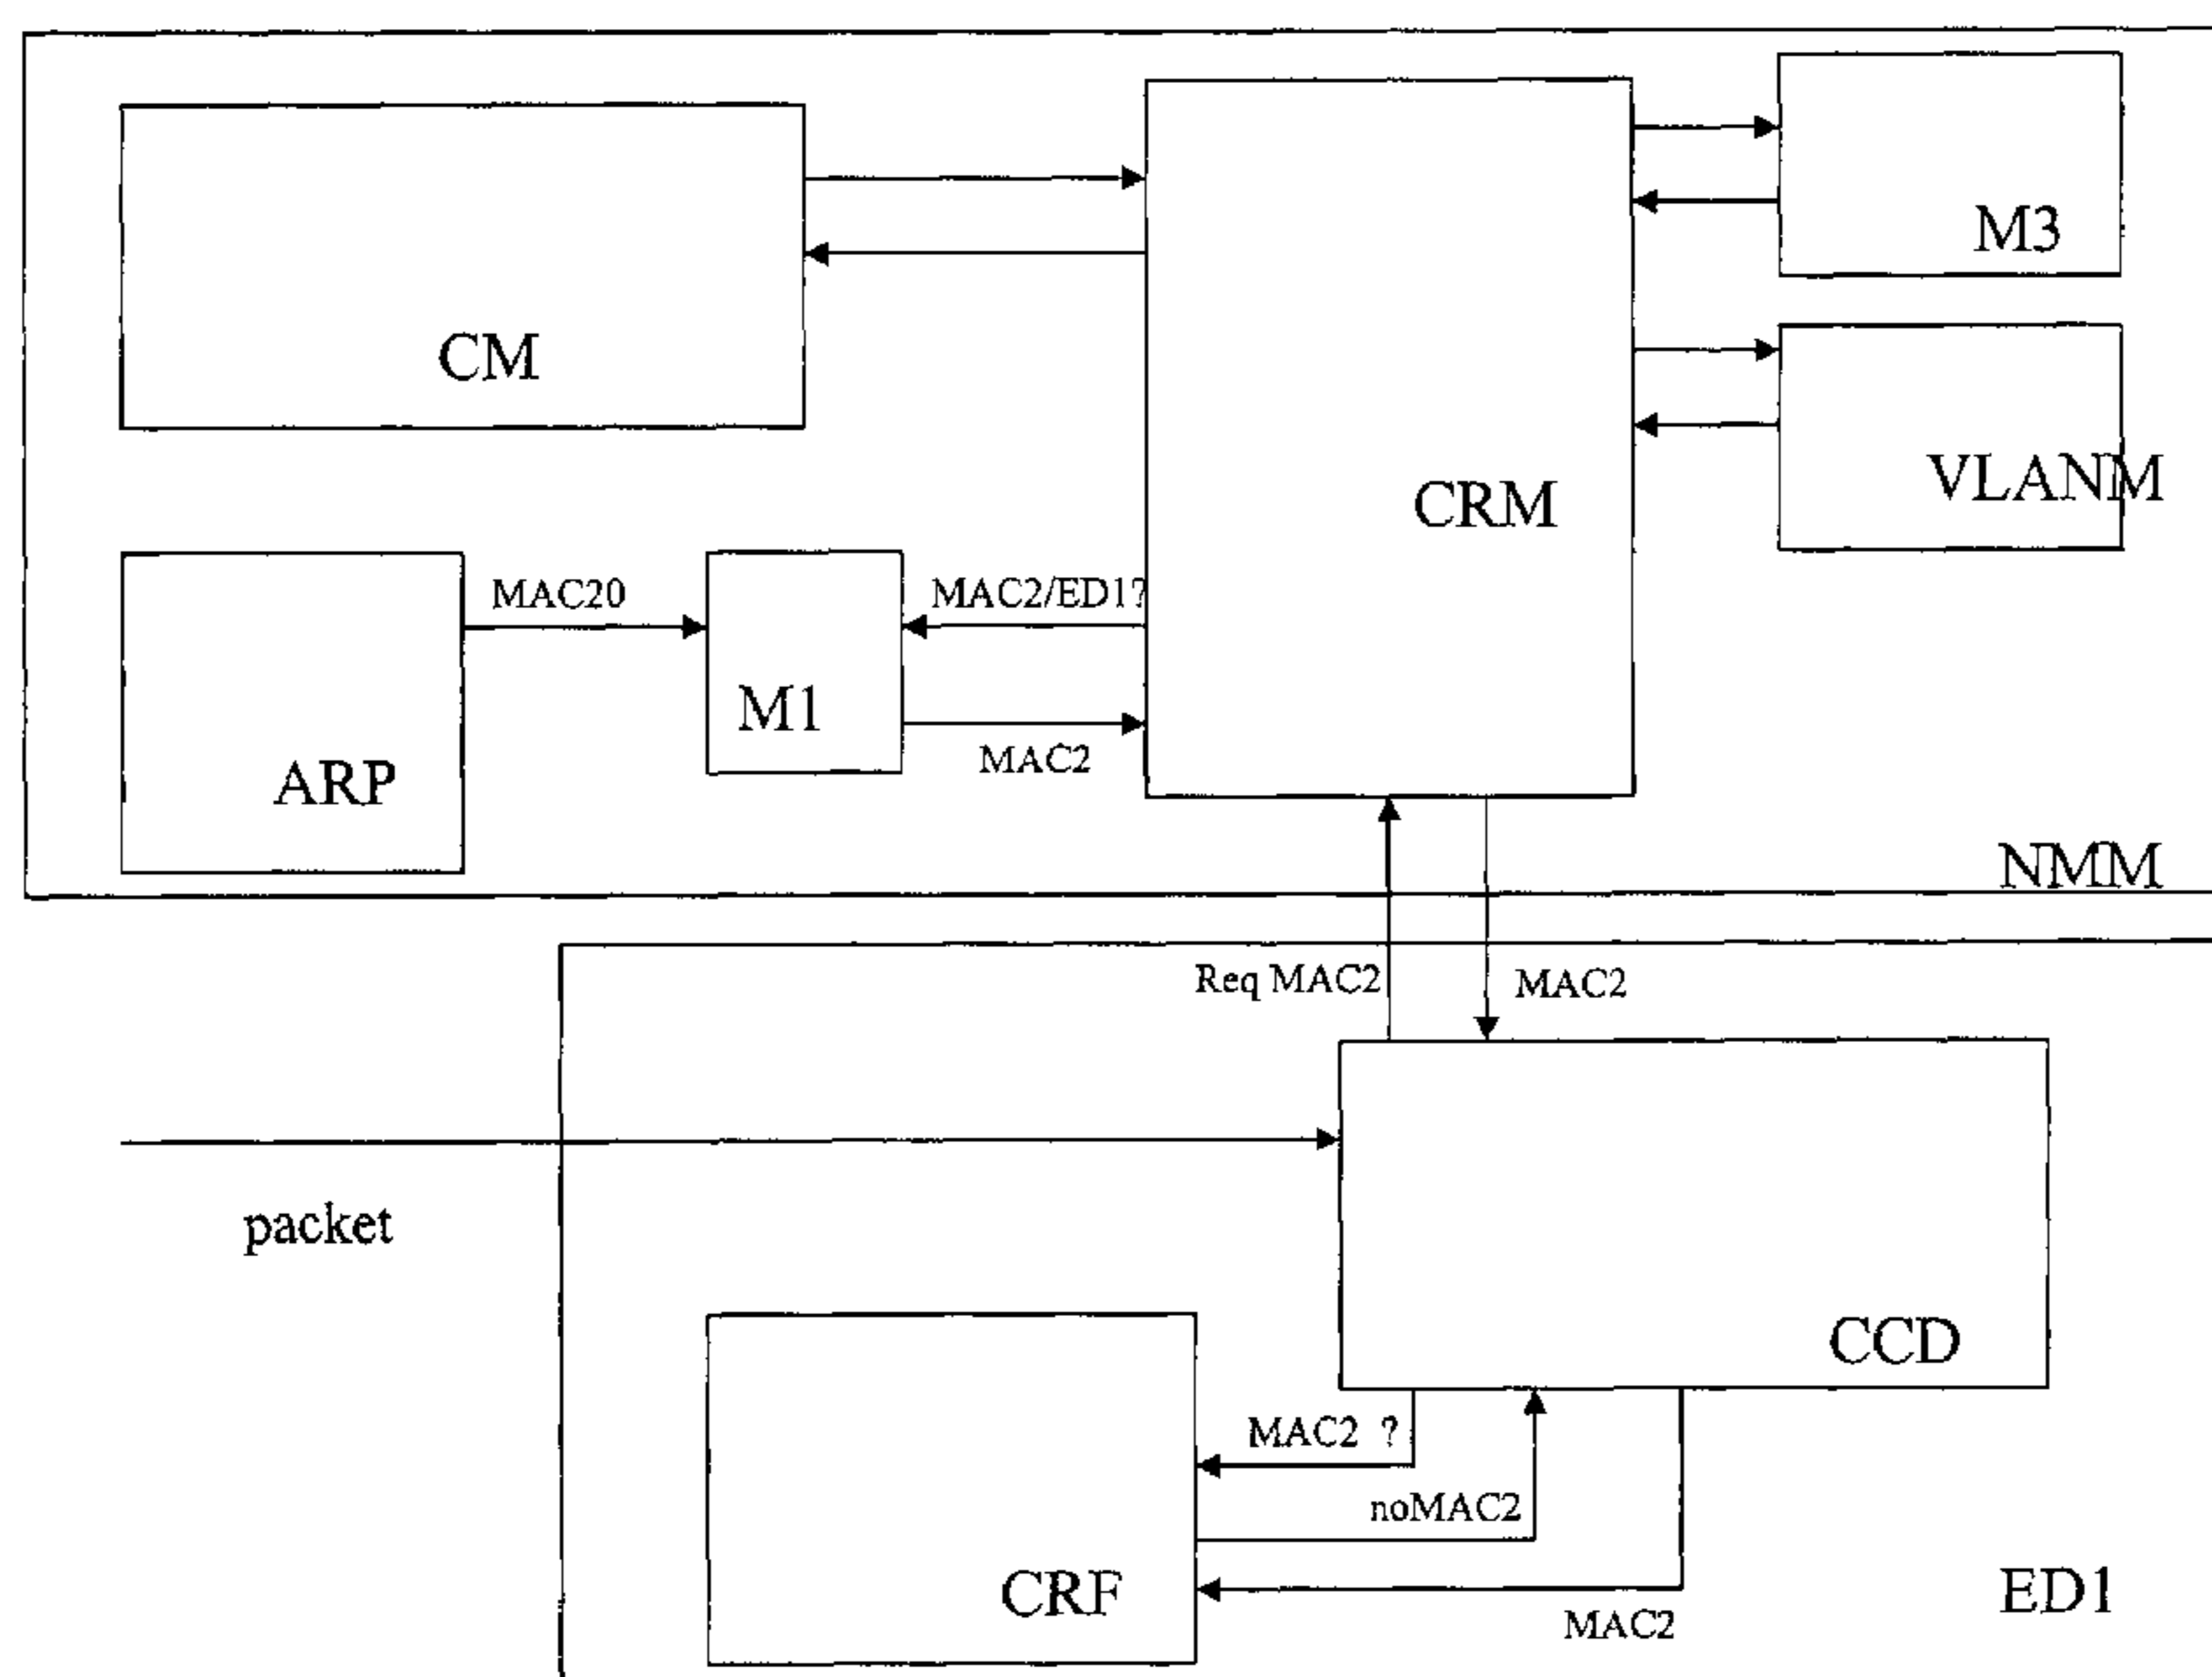 M3
CM
VLANM
CRM
MAC20
MAC2/ED1?
M1
MAC2
ARP
NMM
Req MAC2
MAC2
packet
CCD
MAC2 ?
noMAC2
CRF
ED1
MAC2